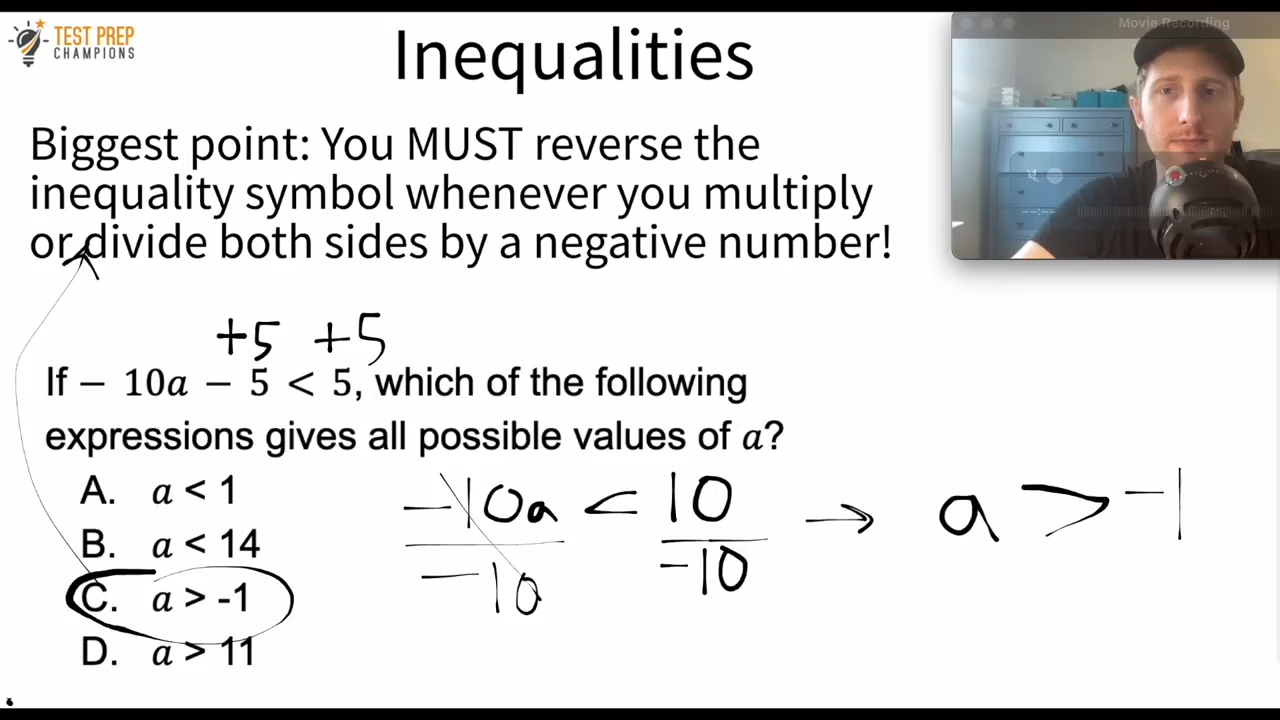 TEST PREP
CHAMPIONS
Inequalities
Movie Recording
Biggest point: You MUST reverse the
inequality symbol whenever you multiply
or divide both sides by a negative number!
+5 +5
If − 10a − 5 < 5, which of the following
expressions gives all possible values of a?
A. a < 1
B. a < 14
C. a > -1
D. a > 11
-10a < 10 → a > -1
-10 -10